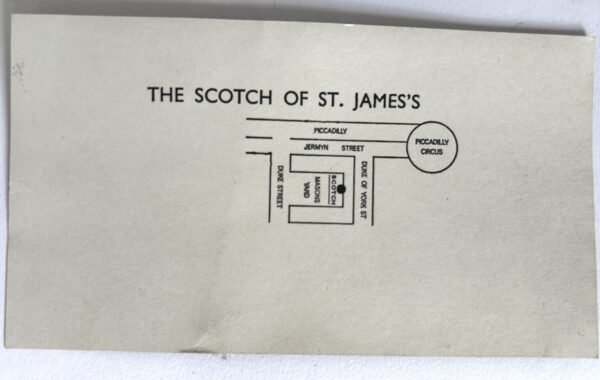 THE SCOTCH OF ST. JAMES'S
PICCADILLY
PICCADILLY
CIRCUS
JERMYN STREET
DUKE STREET
MASONS
YARD
SCOTCH
DUKE OF YORK ST